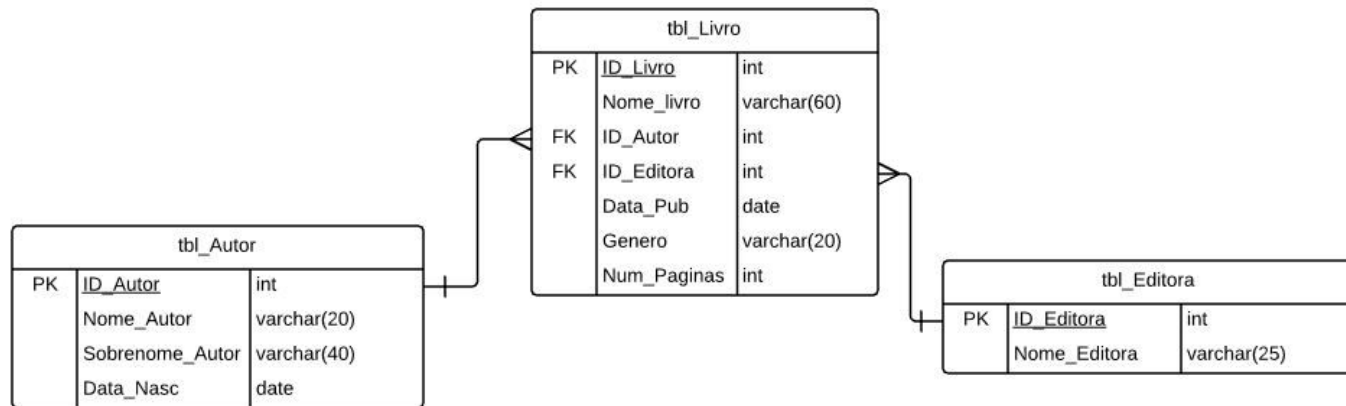 tbl_Livro
PK ID_Livro int
Nome_livro varchar(60)
FK ID_Autor int
FK ID_Editora int
Data_Pub date
Genero varchar(20)
Num_Paginas int
tbl_Autor
PK ID_Autor int
Nome_Autor varchar(20)
Sobrenome_Autor varchar(40)
Data_Nasc date
tbl_Editora
PK ID_Editora int
Nome_Editora varchar(25)